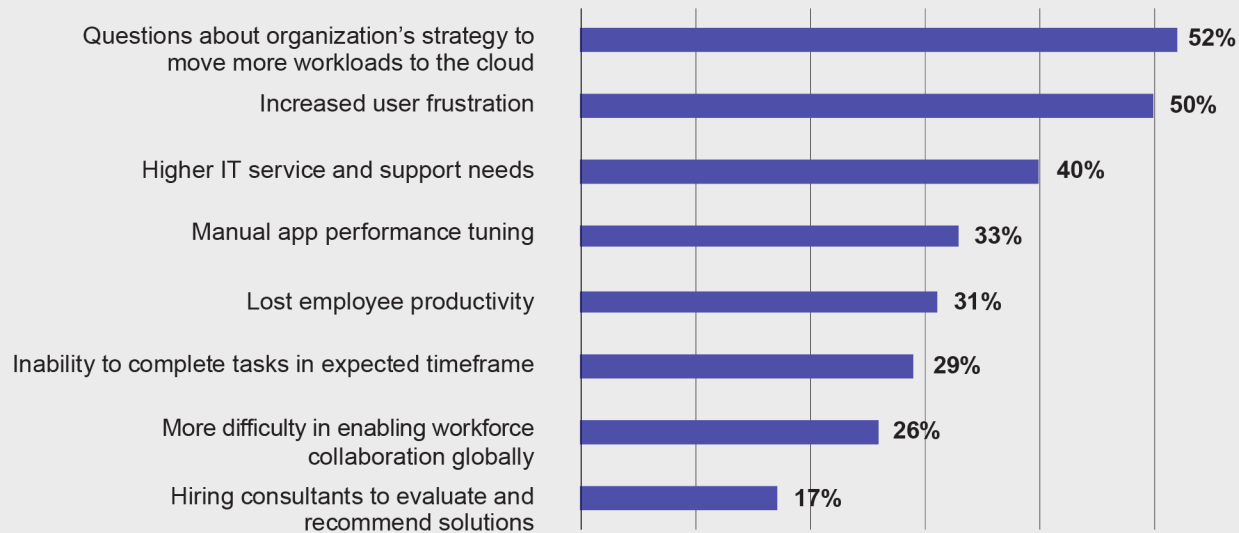 Questions about organization’s strategy to
move more workloads to the cloud
52%
Increased user frustration
50%
Higher IT service and support needs
40%
Manual app performance tuning
33%
Lost employee productivity
31%
Inability to complete tasks in expected timeframe
29%
More difficulty in enabling workforce
collaboration globally
26%
Hiring consultants to evaluate and
recommend solutions
17%